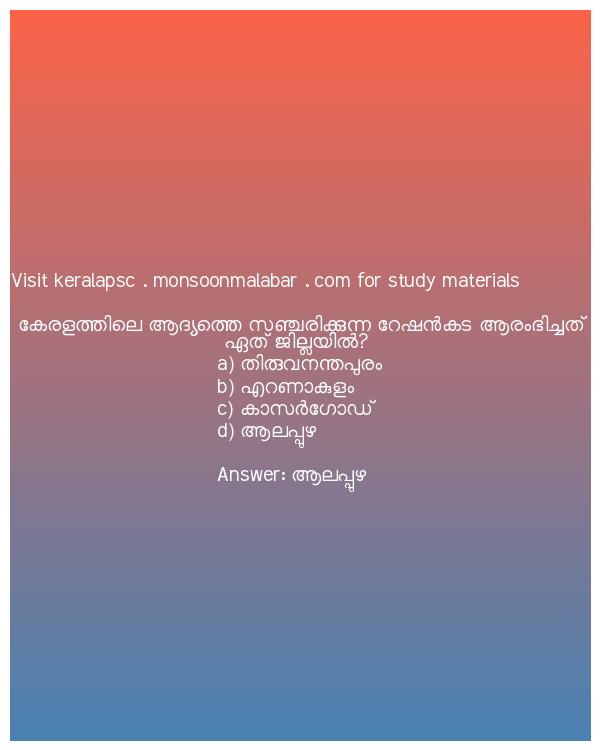 Visit keralapsc . monsoonmalabar . com for study materials
കേരളത്തിലെ ആദ്യത്തെ സഞ്ചരിക്കുന്ന റേഷൻകട ആരംഭിച്ചത്
ഏത് ജില്ലയിൽ?
a) തിരുവനന്തപുരം
b) എറണാകുളം
c) കാസർഗോഡ്
d) ആലപ്പുഴ
Answer: ആലപ്പുഴ